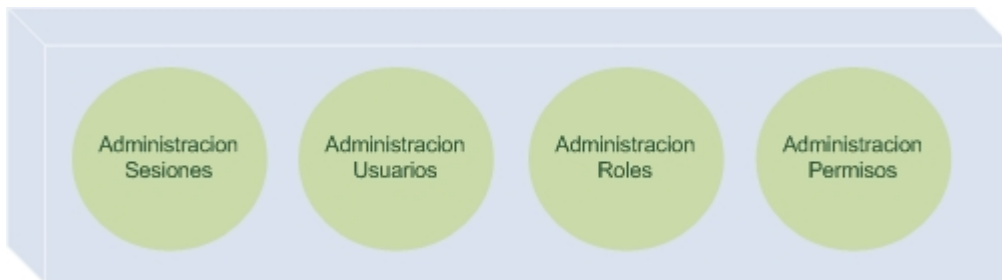 Administracion
Sesiones
Administracion
Usuarios
Administracion
Roles
Administracion
Permisos